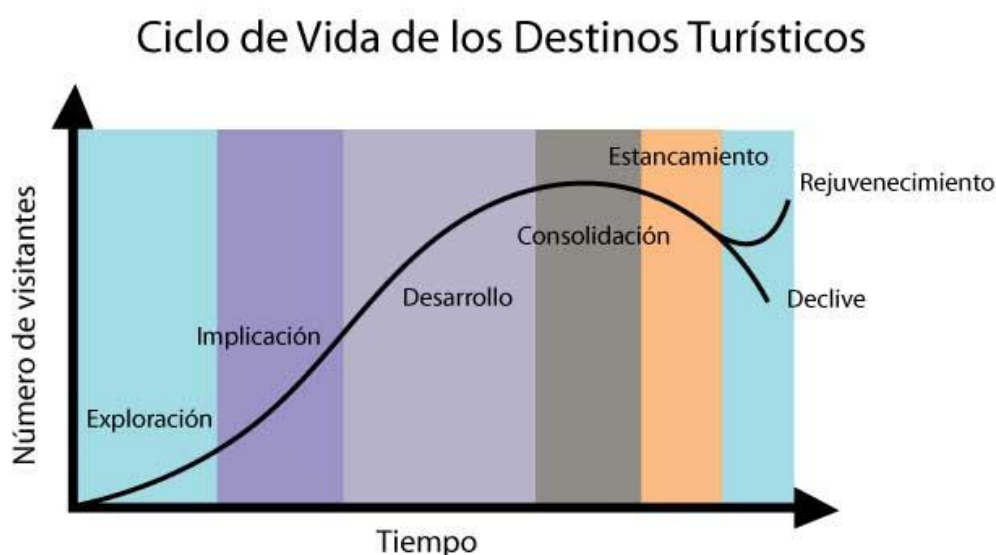 Ciclo de Vida de los Destinos Turísticos
Número de visitantes
Estancamiento
Rejuvenecimiento
Consolidación
Desarrollo
Declive
Implicación
Exploración
Tiempo